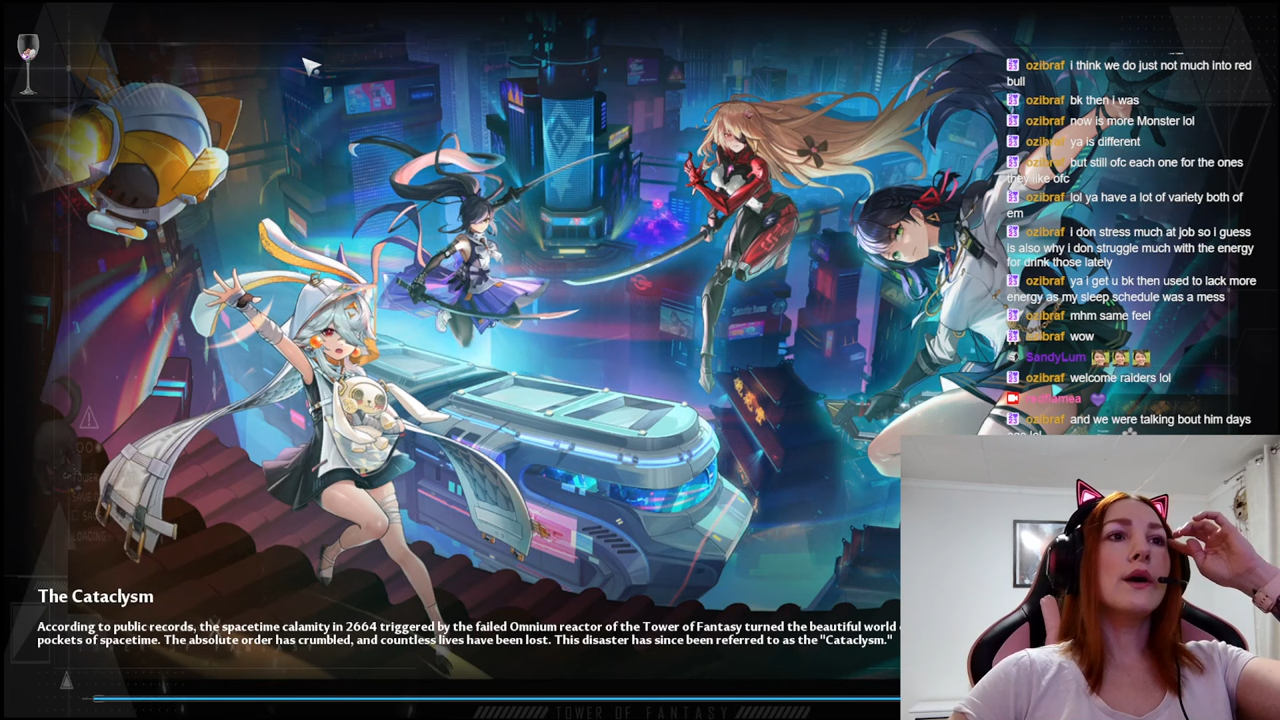 ozibraf i think we do just not much into red
bull
ozibraf bk then i was
ozibraf now is more Monster lol
ozibraf ya is different
ozibraf but still ofc each one for the ones
they like ofc
ozibraf lol ya have a lot of variety both of
em
ozibraf i don stress much at job so i guess
is also why i don struggle much with the energy
for drink those lately
ozibraf ya i get u bk then used to lack more
energy as my sleep schedule was a mess
ozibraf mhm same feel
ozibraf wow
SandyLum
ozibraf welcome raiders lol
ozibraf and we were talking bout him days
The Cataclysm
According to public records, the spacetime calamity in 2664 triggered by the failed Omnium reactor of the Tower of Fantasy turned the beautiful world
pockets of spacetime. The absolute order has crumbled, and countless lives have been lost. This disaster has since been referred to as the "Cataclysm."
TOWER OF FANTASY